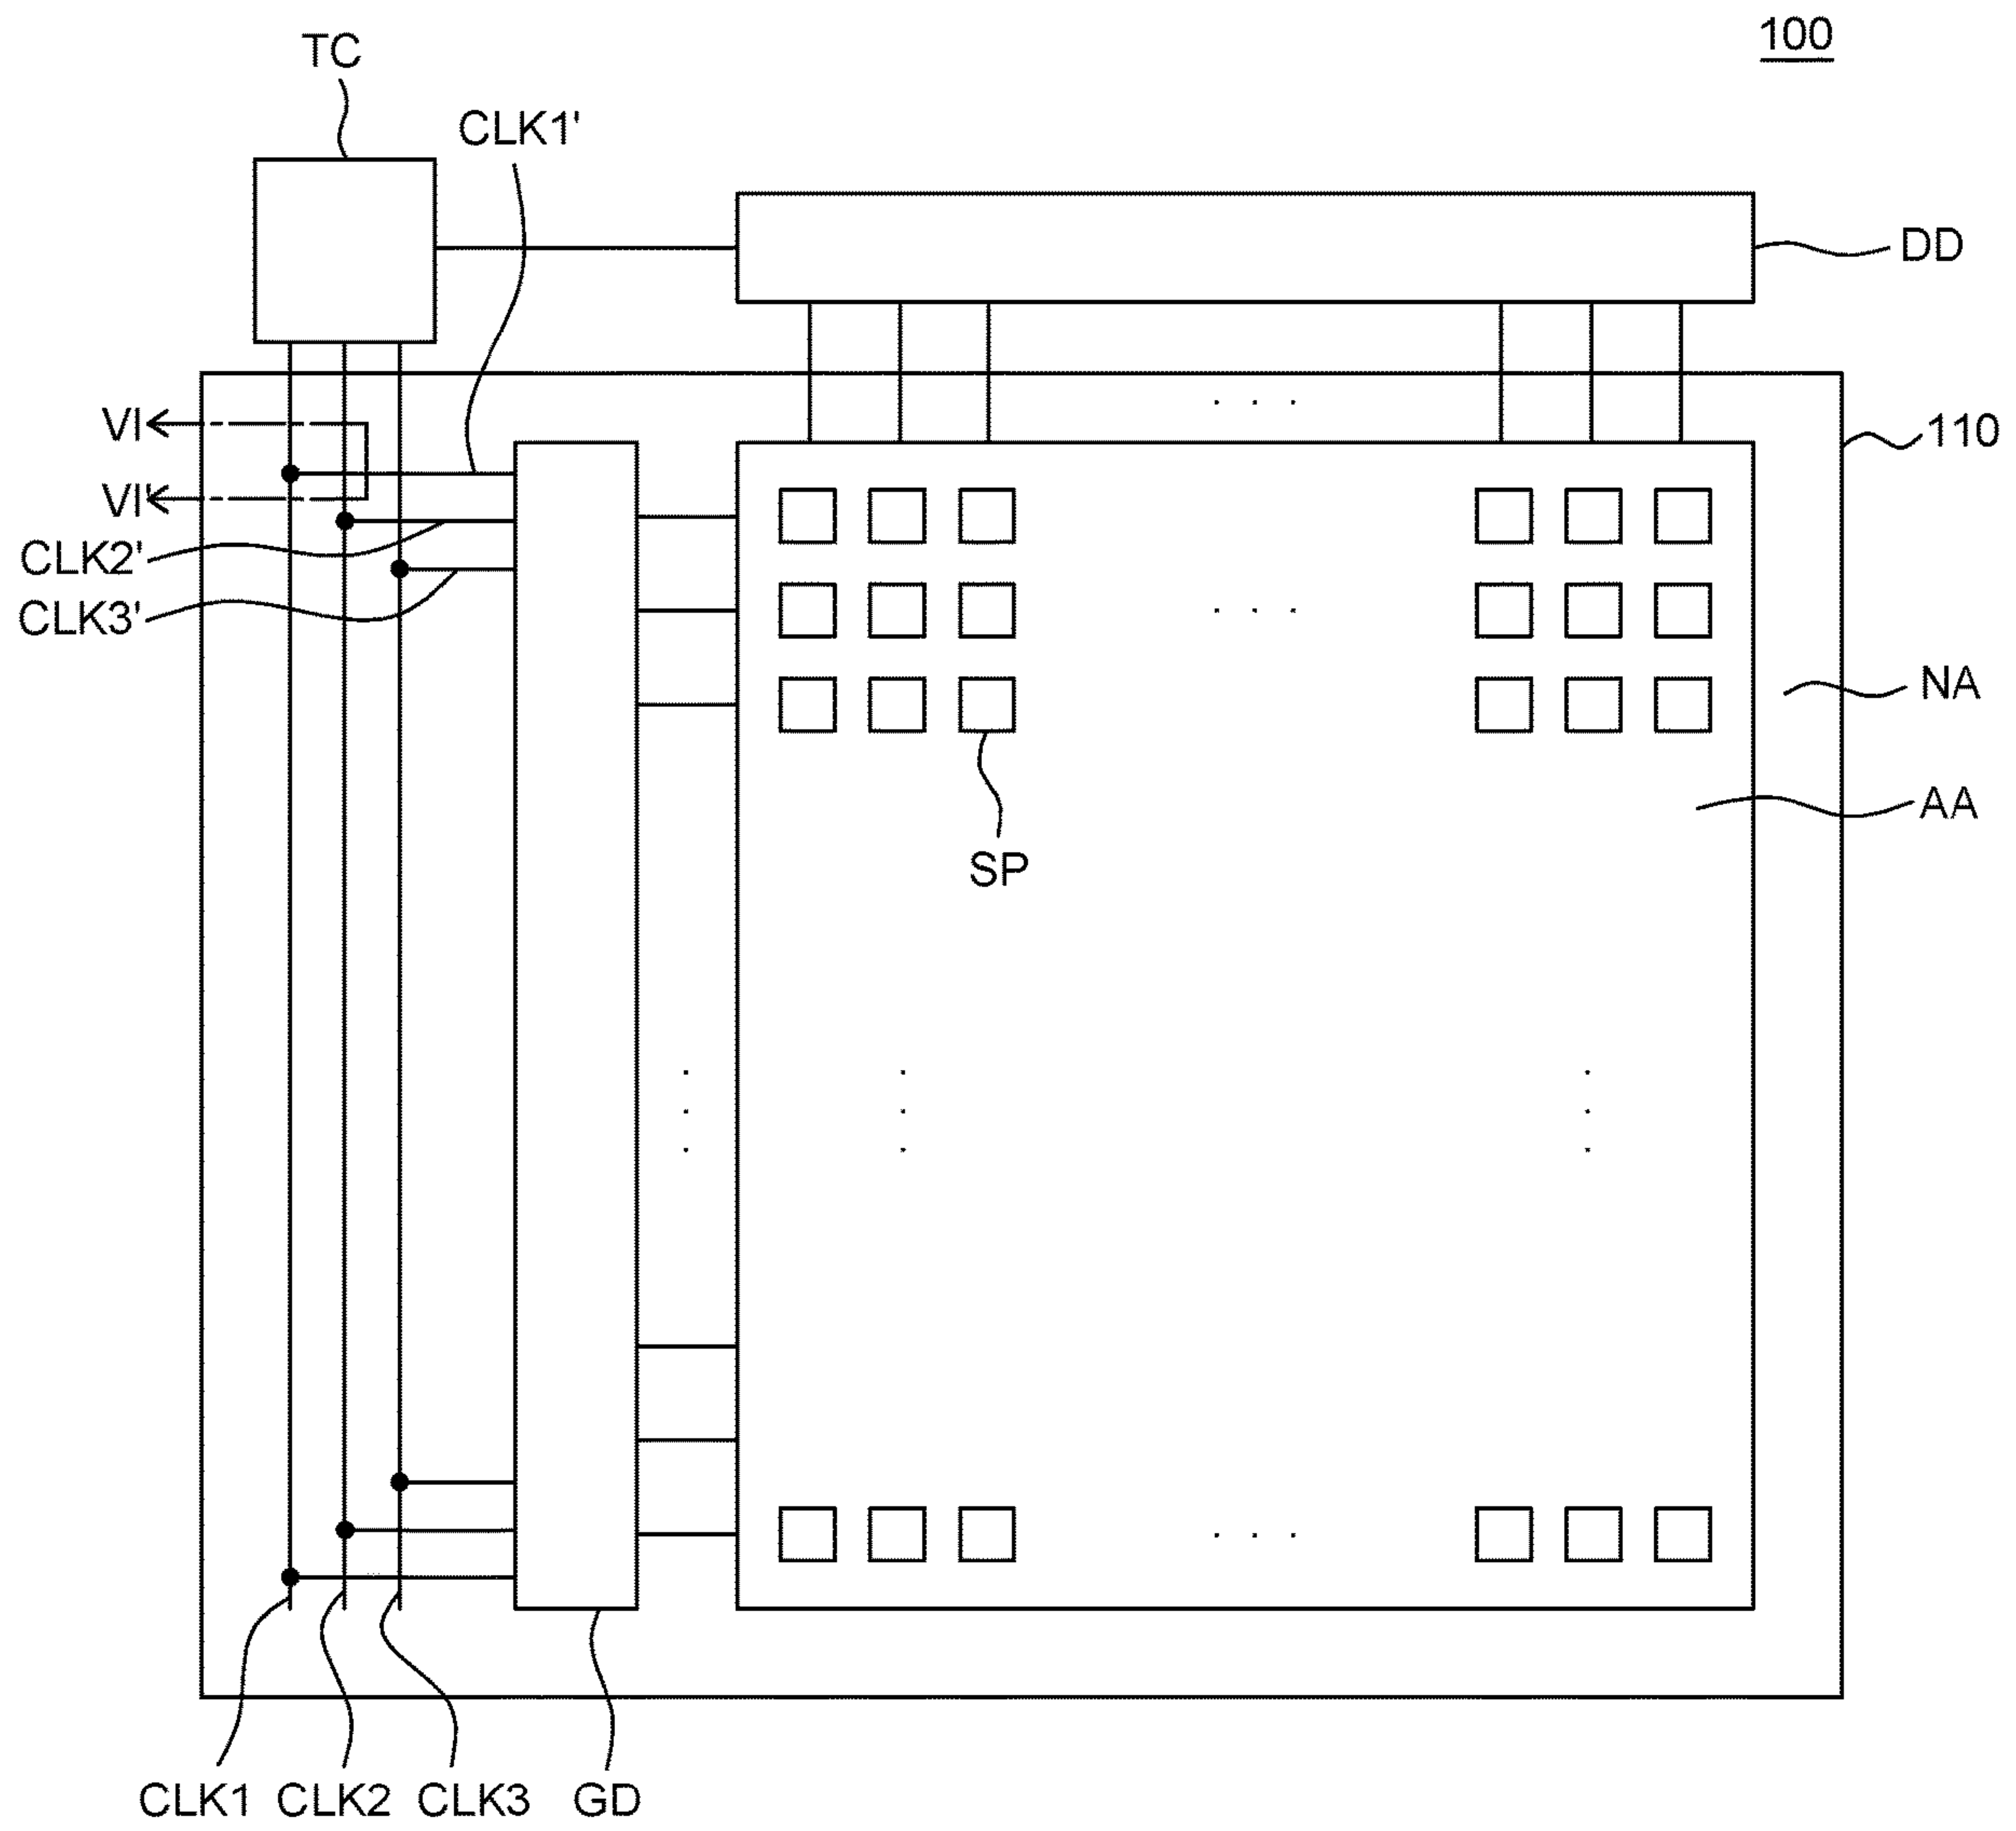 100
TC
CLK1'
DD
VI
110
VI'
CLK2'
CLK3'
NA
AA
SP
CLK1 CLK2 CLK3 GD